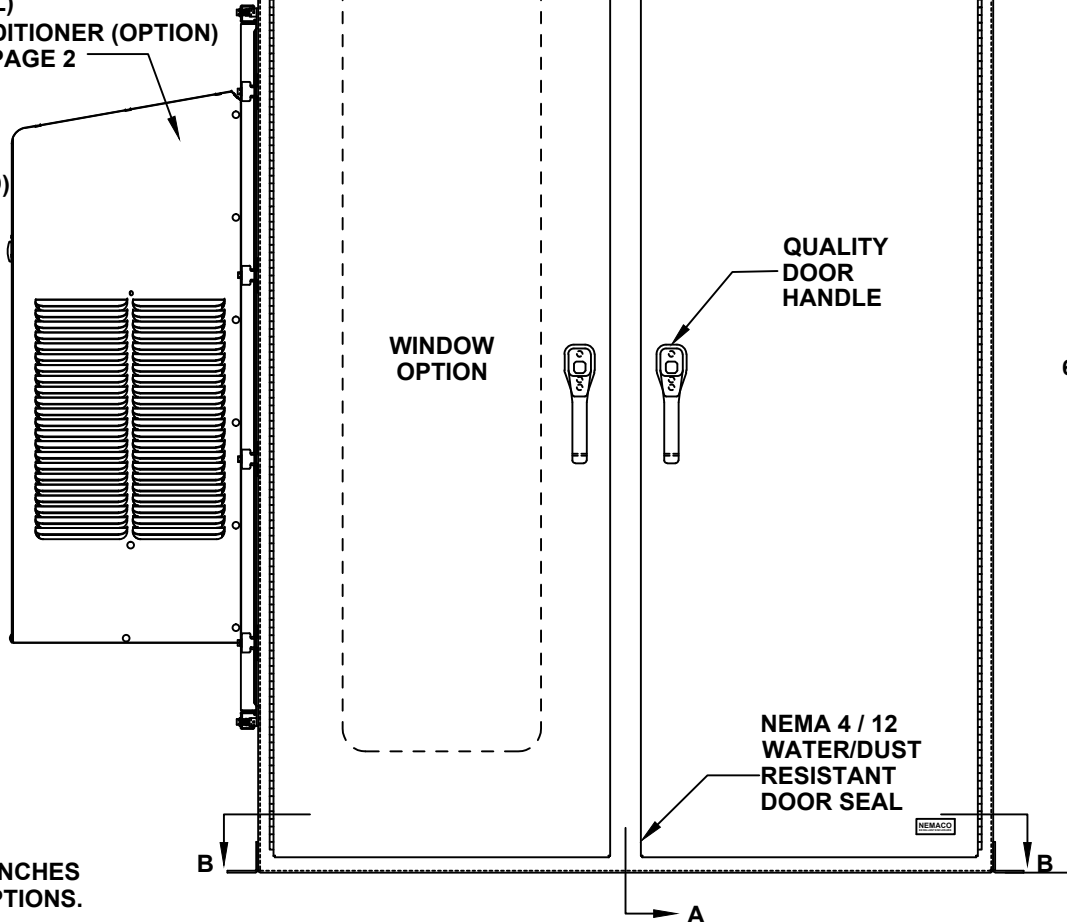 DITIONER (OPTION)
PAGE 2
QUALITY
DOOR
HANDLE
WINDOW
OPTION
NEMA 4 / 12
WATER/DUST
RESISTANT
DOOR SEAL
NEMACO
B
B
NCHES
PTIONS.
A